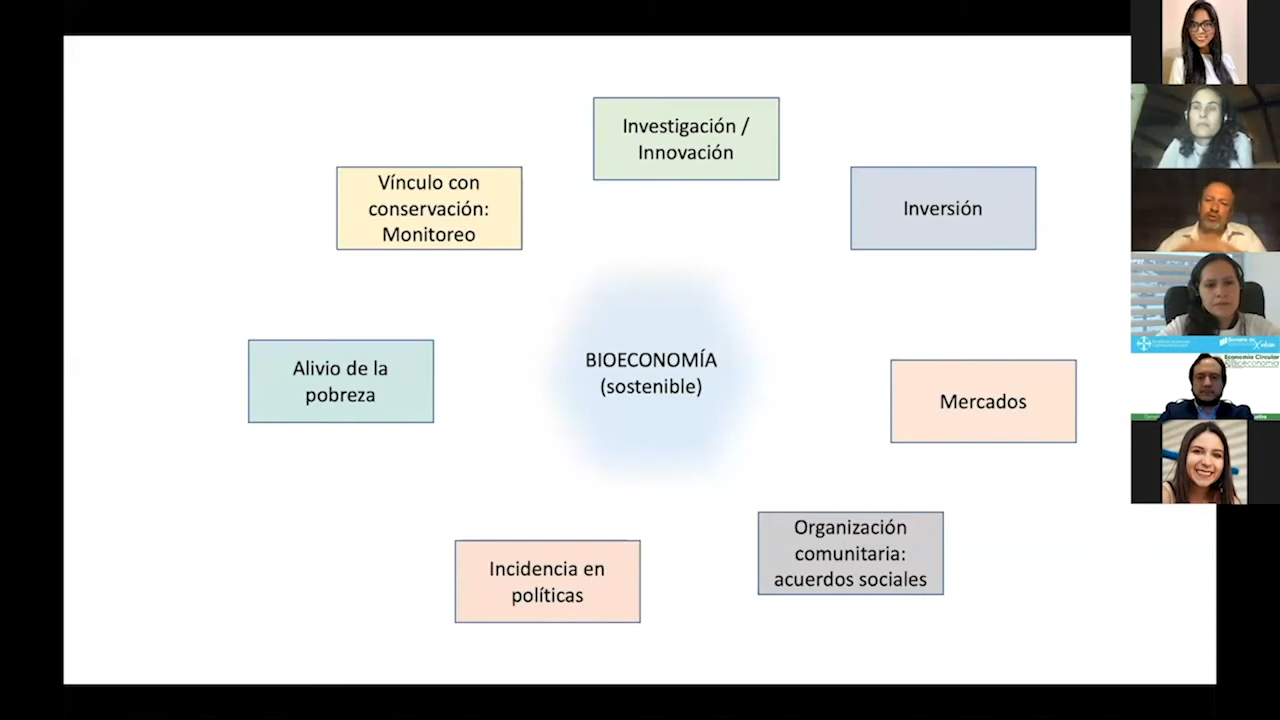 Investigación /
Innovación
Vínculo con
conservación:
Monitoreo
Inversión
BIOECONOMÍA
(sostenible)
Alivio de la
pobreza
Mercados
Organización
comunitaria:
acuerdos sociales
Incidencia en
políticas
Economía Circular
Bioeconomía